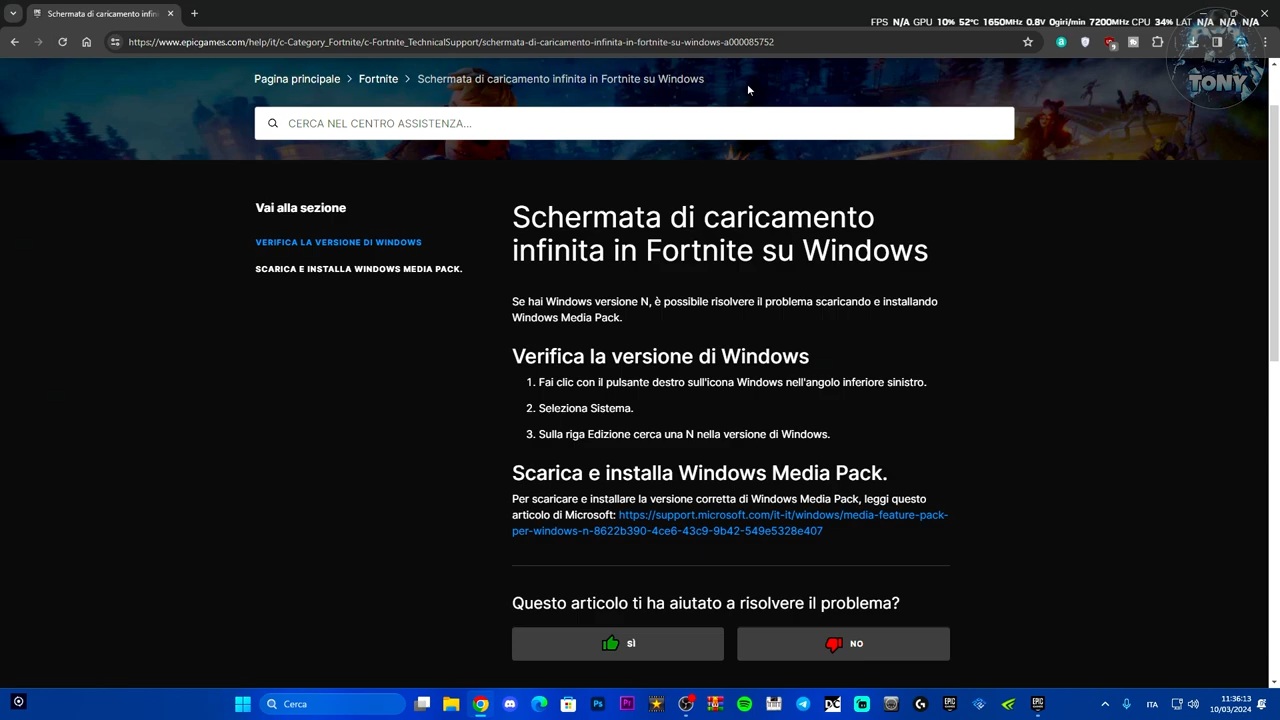 Schermata di caricamento infinita in
FPS N/A GPU 10% 52°C 1650MHz 0.8V 0giri/min 7200MHz CPU 34% LAT N/A N/A N/A
https://www.epicgames.com/help/it/c-Category_Fortnite/c-Fortnite_TechnicalSupport/schermata-di-caricamento-infinita-in-fortnite-su-windows-a000085752
TONY
Pagina principale > Fortnite > Schermata di caricamento infinita in Fortnite su Windows
CERCA NEL CENTRO ASSISTENZA...
Vai alla sezione
VERIFICA LA VERSIONE DI WINDOWS
SCARICA E INSTALLA WINDOWS MEDIA PACK.
Schermata di caricamento
infinita in Fortnite su Windows
Se hai Windows versione N, è possibile risolvere il problema scaricando e installando
Windows Media Pack.
Verifica la versione di Windows
1. Fai clic con il pulsante destro sull'icona Windows nell'angolo inferiore sinistro.
2. Seleziona Sistema.
3. Sulla riga Edizione cerca una N nella versione di Windows.
Scarica e installa Windows Media Pack.
Per scaricare e installare la versione corretta di Windows Media Pack, leggi questo
articolo di Microsoft: https://support.microsoft.com/it-it/windows/media-feature-pack-
per-windows-n-8622b390-4ce6-43c9-9b42-549e5328e407
Questo articolo ti ha aiutato a risolvere il problema?
SÌ
NO
Cerca
Ps
Pr
ITA
11:36:13
10/03/2024